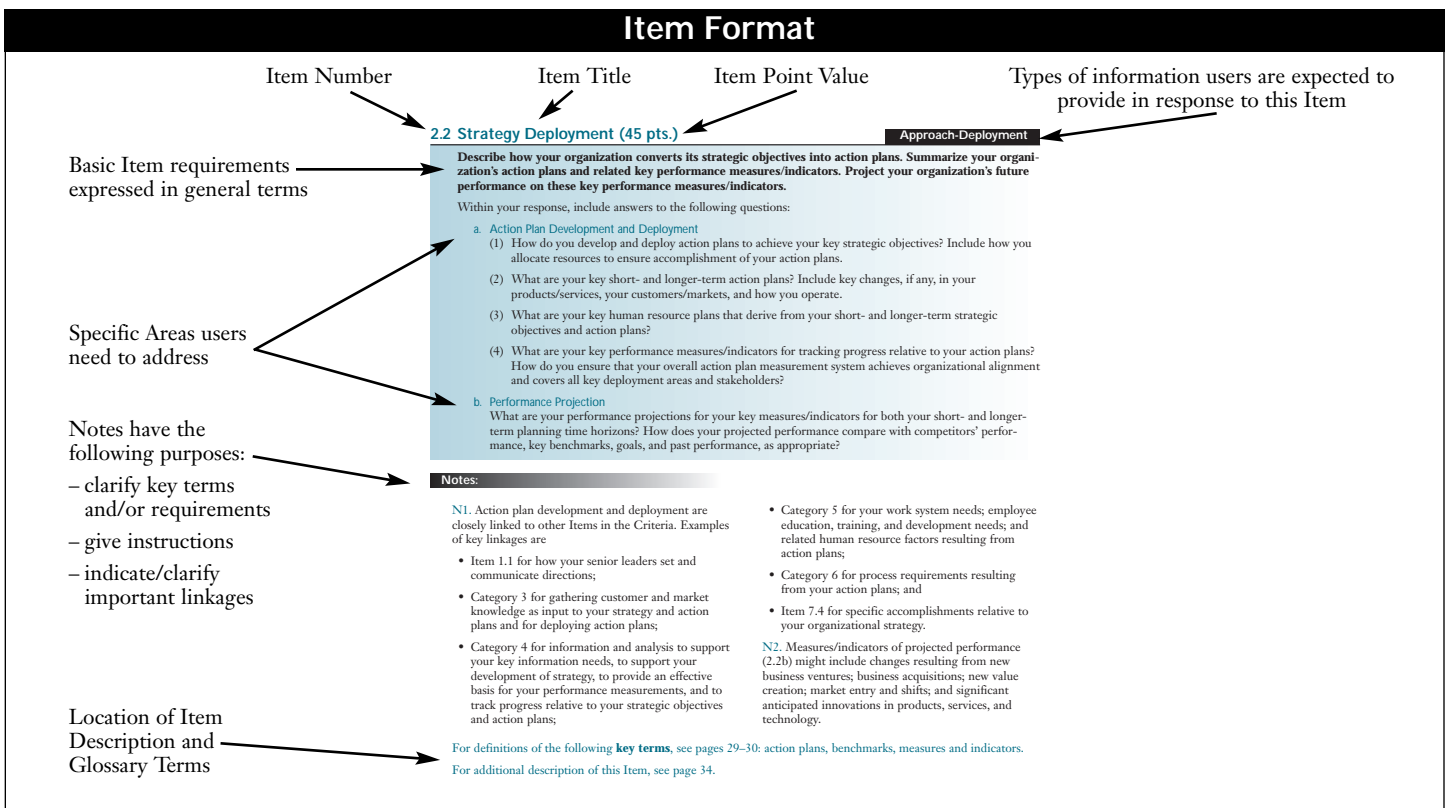 Item Format
Item Number
Item Title
Item Point Value
Types of information users are expected to
provide in response to this Item
2.2 Strategy Deployment (45 pts.)
Approach-Deployment
Basic Item requirements
expressed in general terms
Describe how your organization converts its strategic objectives into action plans. Summarize your organi-
zation's action plans and related key performance measures/indicators. Project your organization's future
performance on these key performance measures/indicators.
Within your response, include answers to the following questions:
Specific Areas users
need to address
a. Action Plan Development and Deployment
(1) How do you develop and deploy action plans to achieve your key strategic objectives? Include how you
allocate resources to ensure accomplishment of your action plans.
(2) What are your key short- and longer-term action plans? Include key changes, if any, in your
products/services, your customers/markets, and how you operate.
(3) What are your key human resource plans that derive from your short- and longer-term strategic
objectives and action plans?
(4) What are your key performance measures/indicators for tracking progress relative to your action plans?
How do you ensure that your overall action plan measurement system achieves organizational alignment
and covers all key deployment areas and stakeholders?
b. Performance Projection
What are your performance projections for your key measures/indicators for both your short- and longer-
term planning time horizons? How does your projected performance compare with competitors' perfor-
mance, key benchmarks, goals, and past performance, as appropriate?
Notes have the
following purposes:
– clarify key terms
and/or requirements
– give instructions
– indicate/clarify
important linkages
Notes:
N1. Action plan development and deployment are
closely linked to other Items in the Criteria. Examples
of key linkages are
• Item 1.1 for how your senior leaders set and
communicate directions;
• Category 3 for gathering customer and market
knowledge as input to your strategy and action
plans and for deploying action plans;
• Category 4 for information and analysis to support
your key information needs, to support your
development of strategy, to provide an effective
basis for your performance measurements, and to
track progress relative to your strategic objectives
and action plans;
• Category 5 for your work system needs; employee
education, training, and development needs; and
related human resource factors resulting from
action plans;
• Category 6 for process requirements resulting
from your action plans; and
• Item 7.4 for specific accomplishments relative to
your organizational strategy.
N2. Measures/indicators of projected performance
(2.2b) might include changes resulting from new
business ventures; business acquisitions; new value
creation; market entry and shifts; and significant
anticipated innovations in products, services, and
technology.
Location of Item
Description and
Glossary Terms
For definitions of the following key terms, see pages 29–30: action plans, benchmarks, measures and indicators.
For additional description of this Item, see page 34.